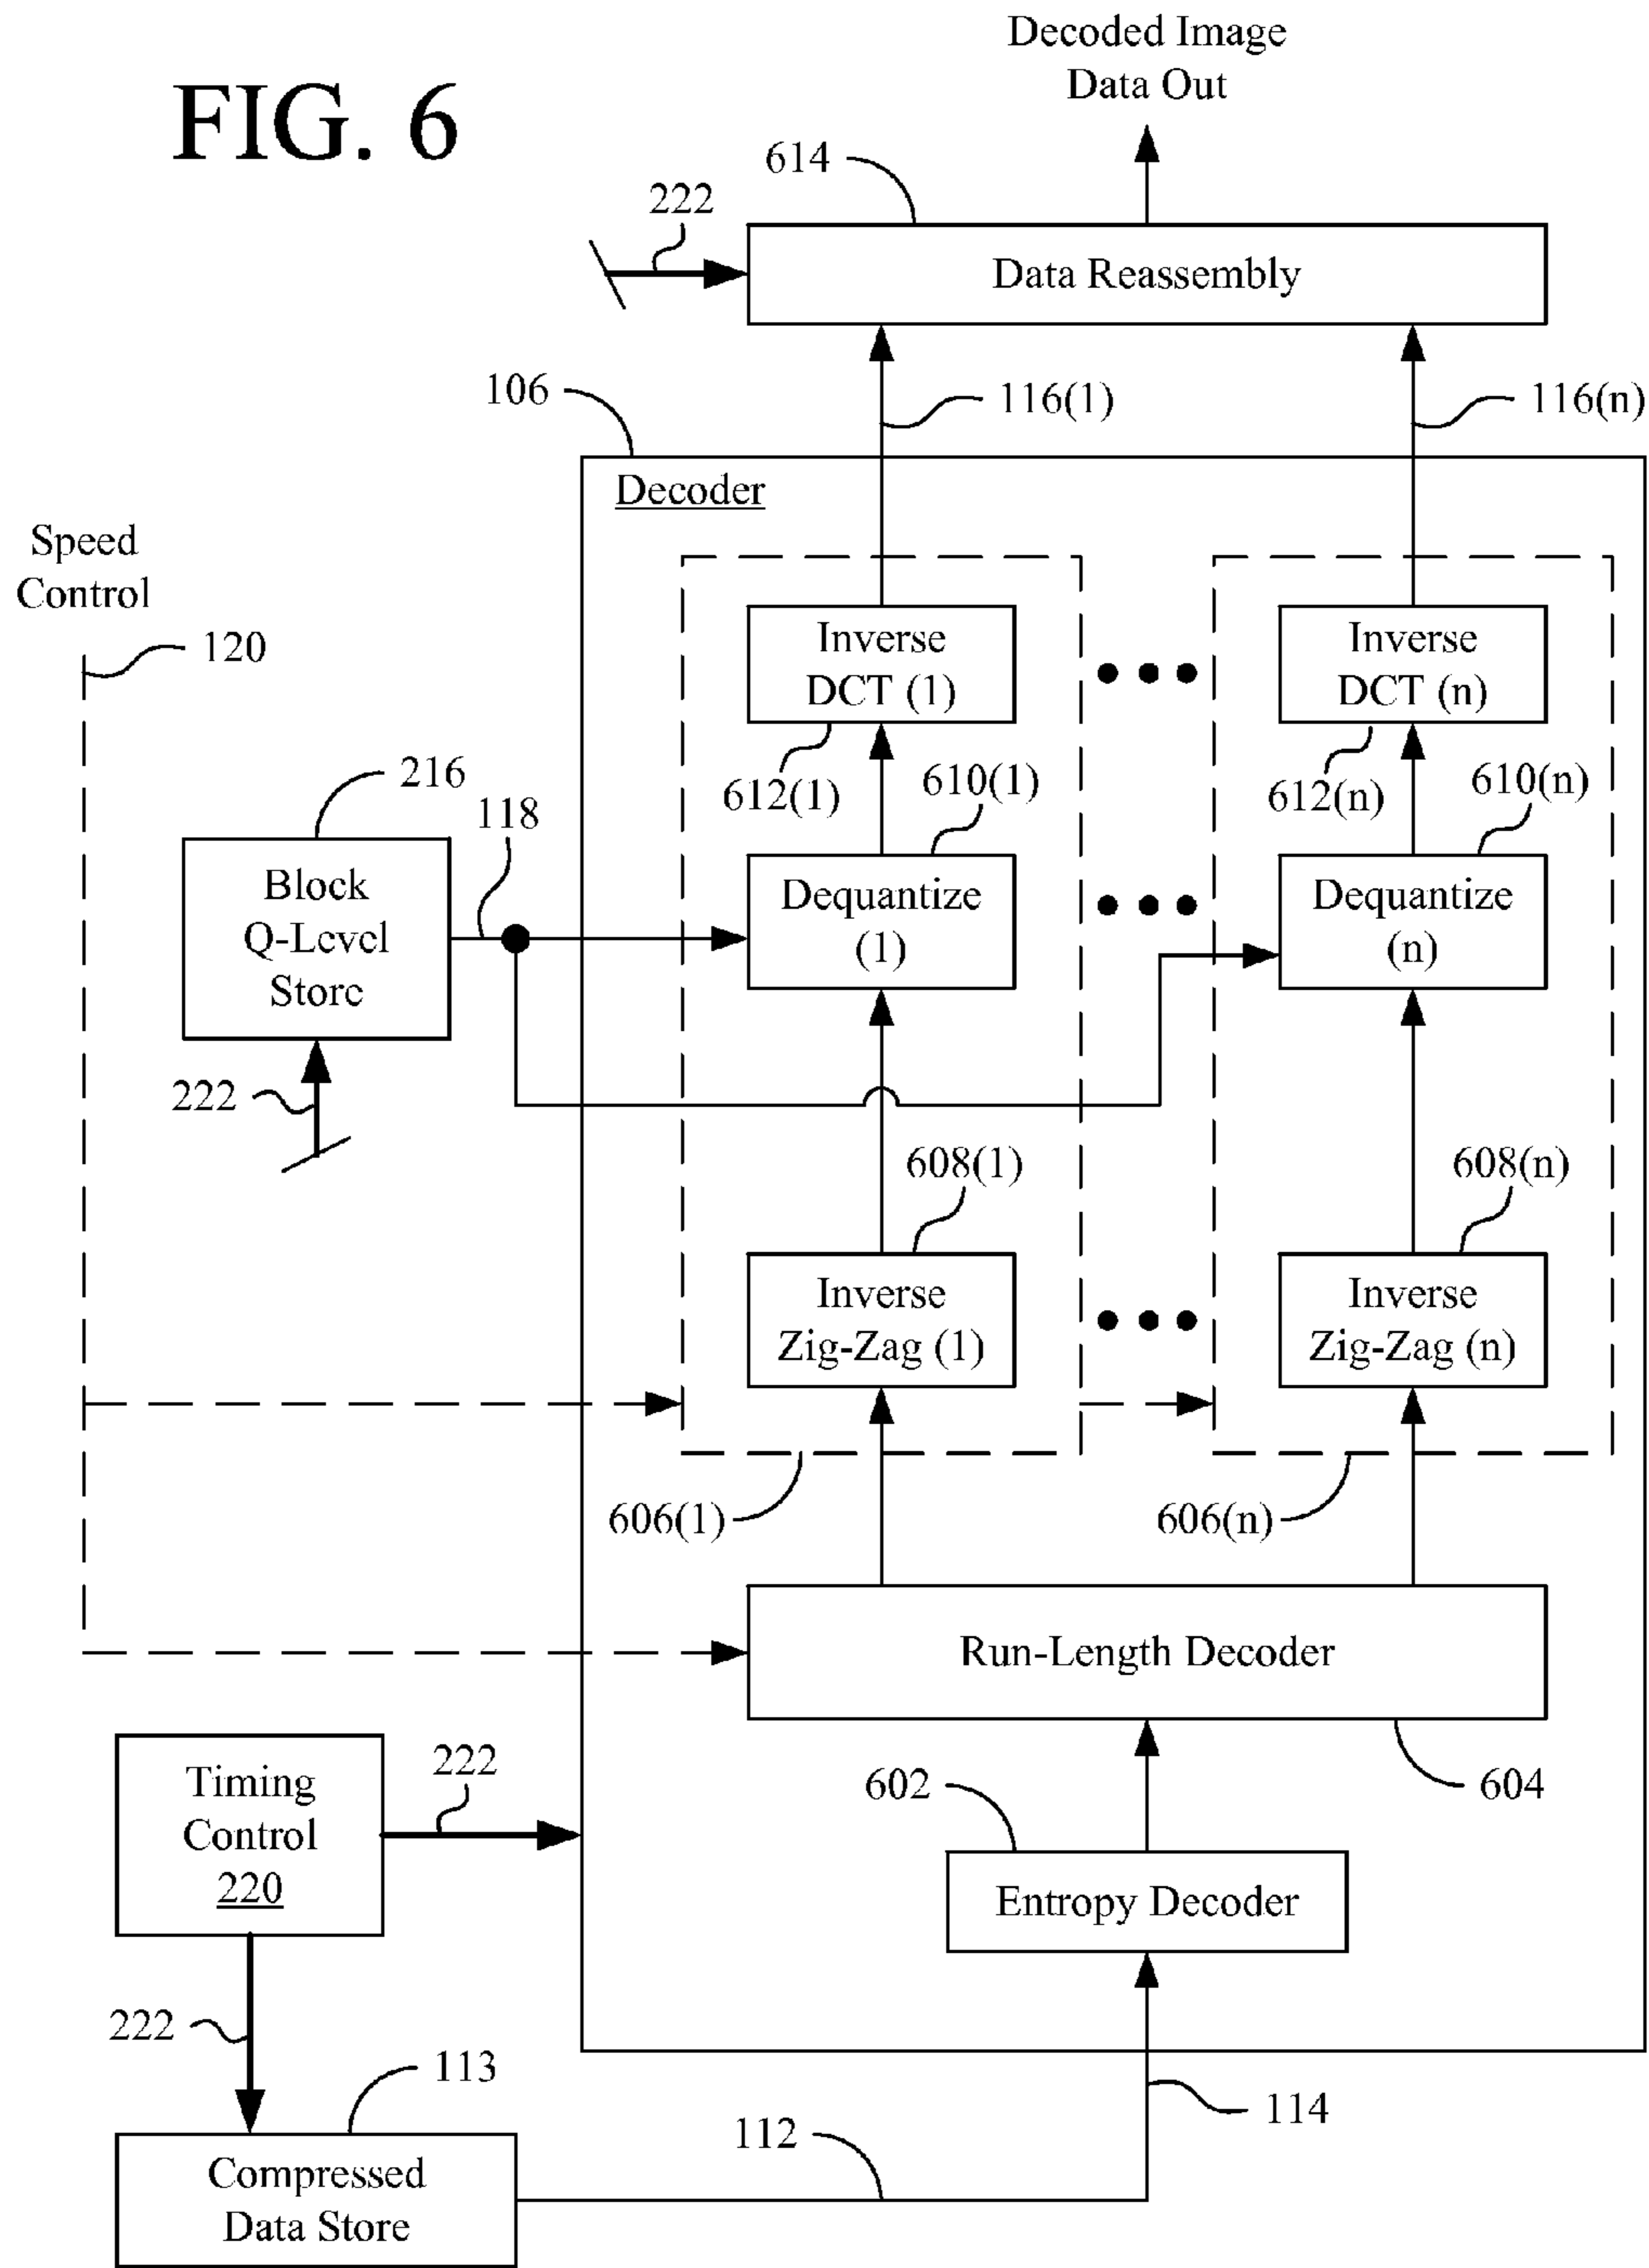 FIG. 6
Decoded Image
Data Out
614
222
Data Reassembly
106
116(1)
116(n)
Decoder
Speed
Control
120
Inverse
DCT (1)
Inverse
DCT (n)
216
118
612(1)
610(1)
612(n)
610(n)
Block
Q-Level
Store
Dequantize
(1)
Dequantize
(n)
222
608(1)
608(n)
Inverse
Zig-Zag (1)
Inverse
Zig-Zag (n)
606(1)
606(n)
Run-Length Decoder
Timing
Control
220
222
602
604
Entropy Decoder
222
113
114
112
Compressed
Data Store